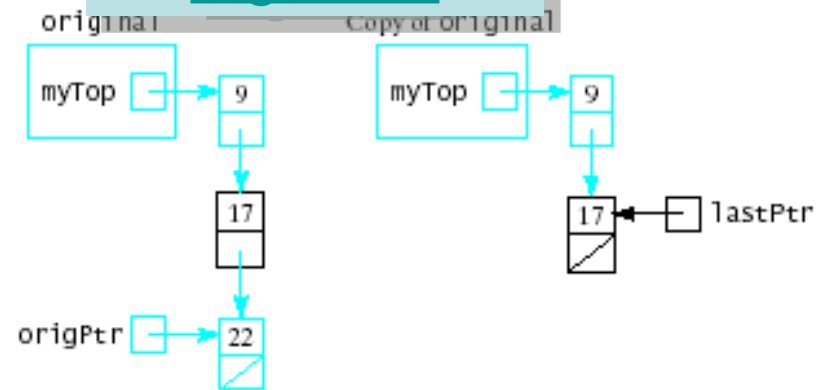 original
Copy of original
myTop 9
myTop 9
17
17 lastPtr
origPtr 22